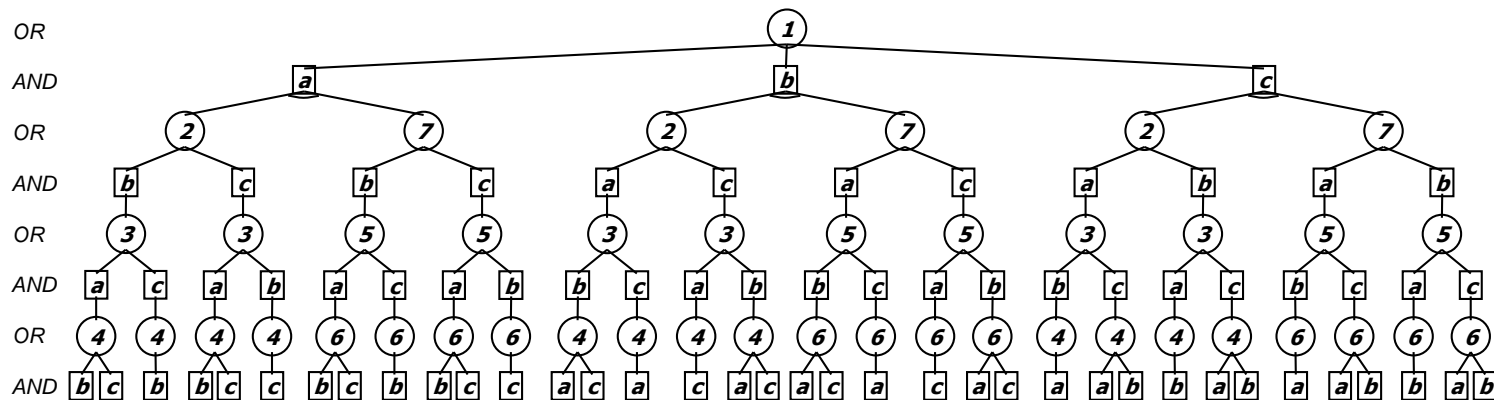 OR 1
AND a b c
OR 2 7 2 7 2 7
AND b c b c a c a c a b a b
OR 3 3 5 5 3 3 5 5 3 3 5 5
AND a c a b a c a b b c a b b c a b b c a c b c a c
OR 4 4 4 4 6 6 6 6 4 4 4 4 6 6 6 6 4 4 4 4 6 6 6 6
AND b c b b c c b c b b c c a c a c a c a c a c a c a a b b a b a a b b a b